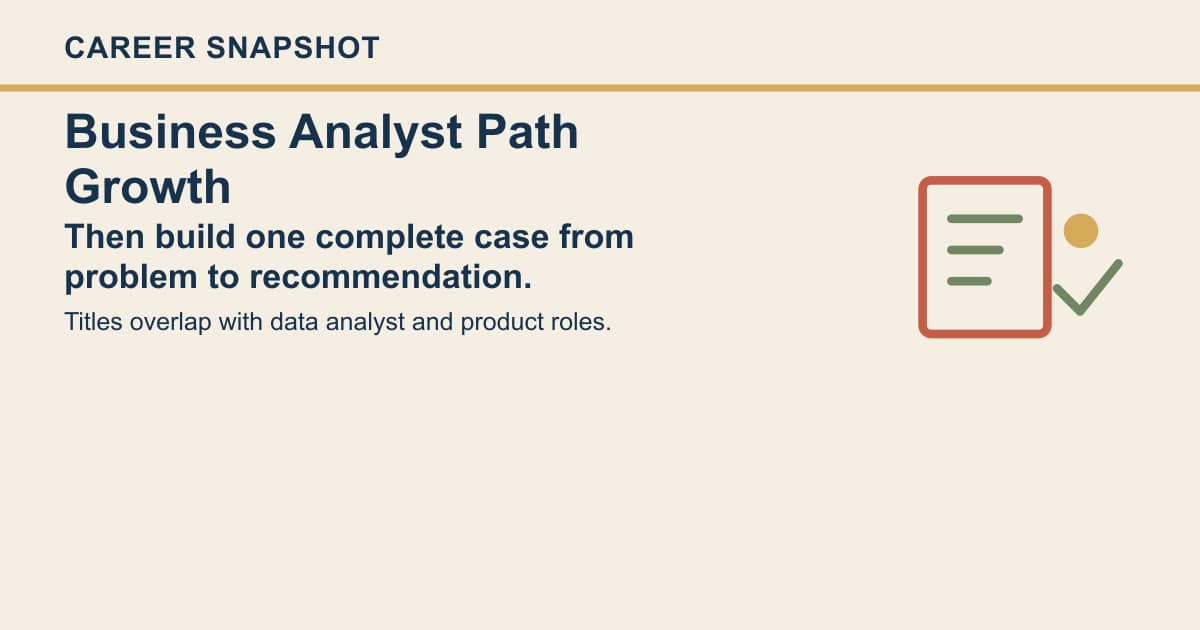 CAREER SNAPSHOT
Business Analyst Path
Growth
Then build one complete case from
problem to recommendation.
Titles overlap with data analyst and product roles.